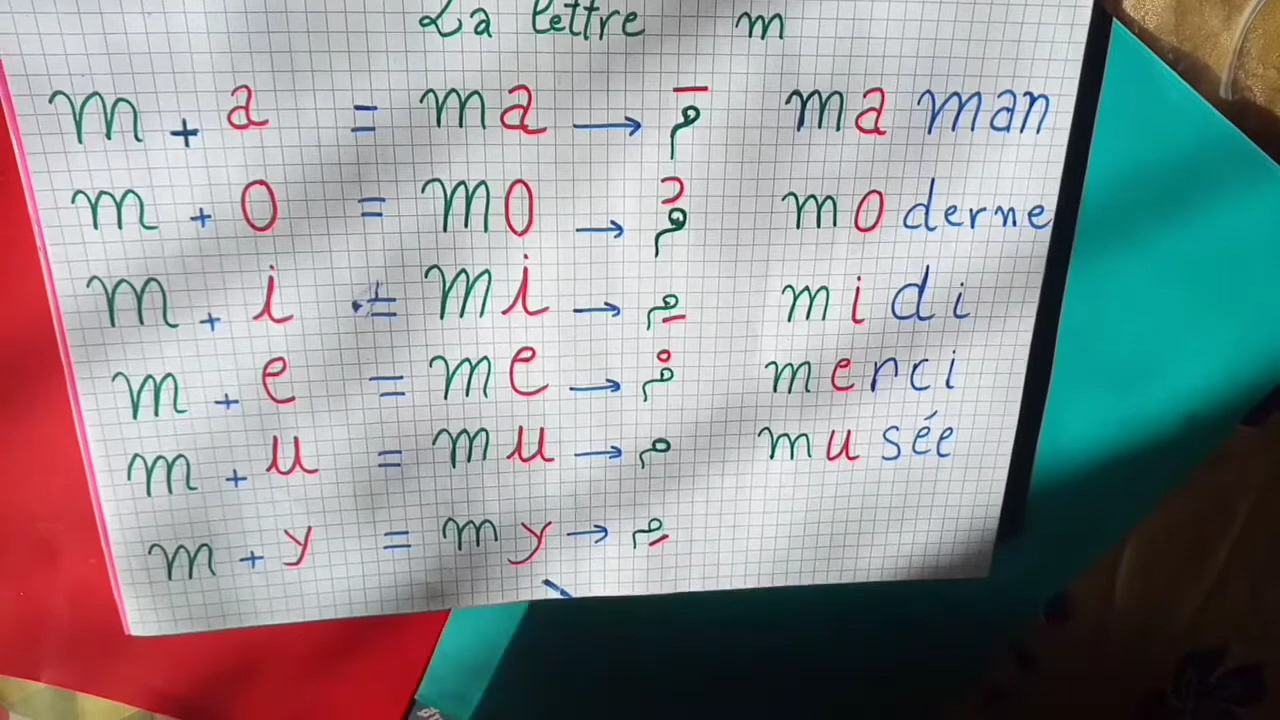 La lettre m
m + a = ma → مَ maman
m + o = mo → مُ moderne
m + i = mi → مِ midi
m + e = me → مْ merci
m + u = mu → م musée
m + y = my → مِ